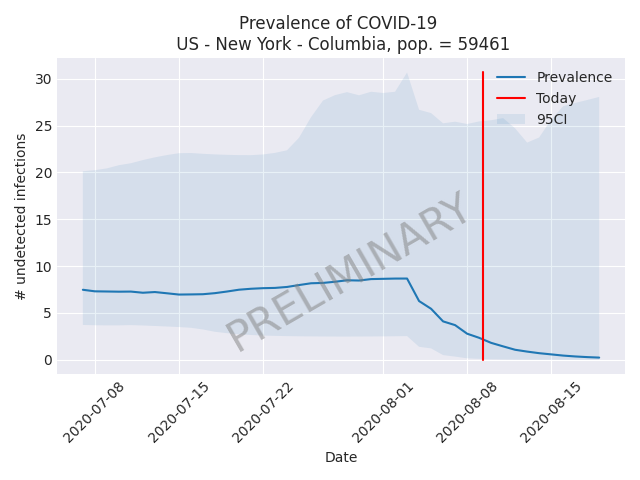 Prevalence of COVID-19
US - New York - Columbia, pop. = 59461
# undetected infections
30
25
20
15
10
5
0
Prevalence
Today
95CI
PRELIMINARY
2020-07-08
2020-07-15
2020-07-22
2020-08-01
2020-08-08
2020-08-15
Date